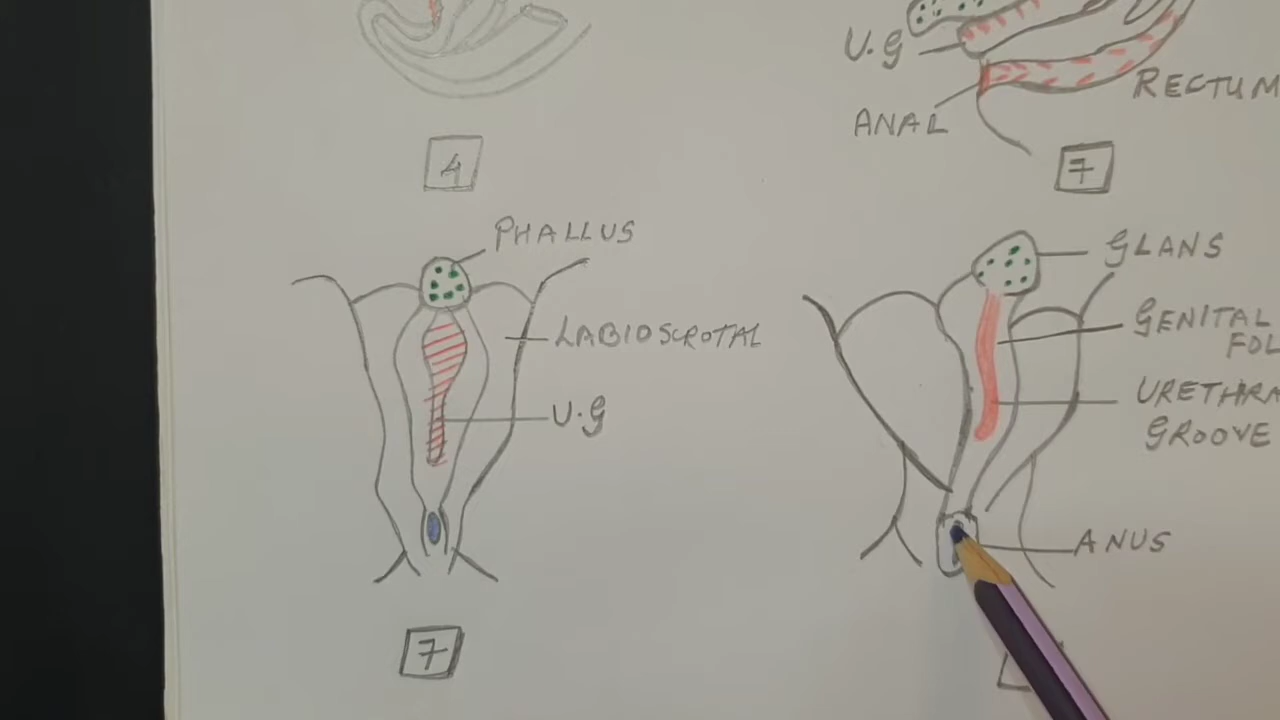 U.G
RECTUM
ANAL
4
7
PHALLUS
GLANS
LABIOSCROTAL
GENITAL
FOL
URETHRA
GROOVE
U.G
ANUS
7